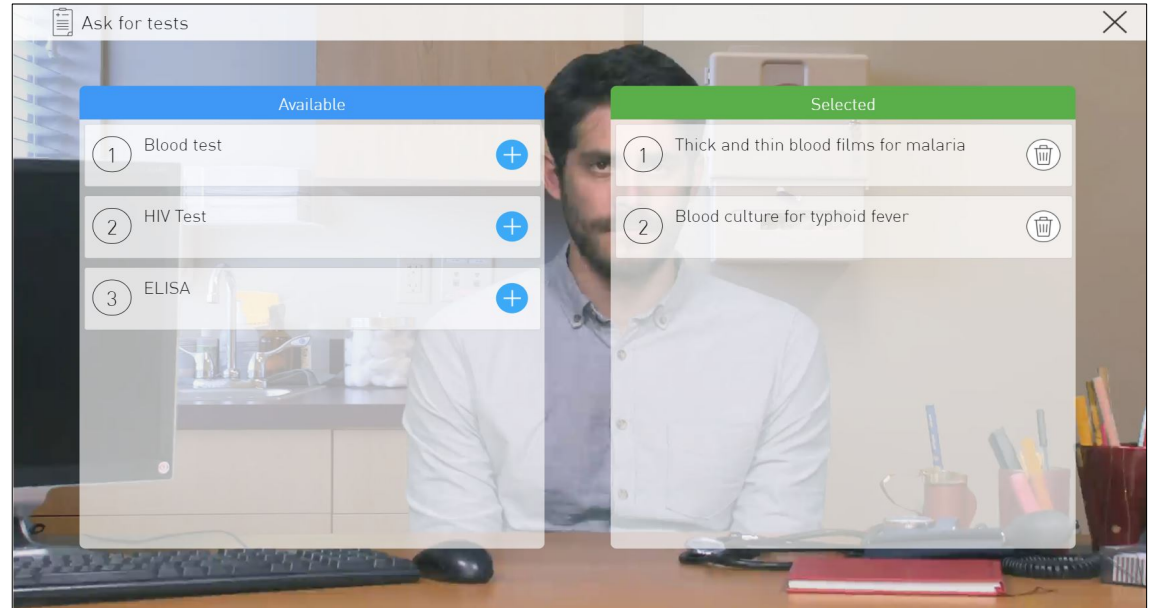 Ask for tests
Available
1 Blood test
2 HIV Test
3 ELISA
Selected
1 Thick and thin blood films for malaria
2 Blood culture for typhoid fever